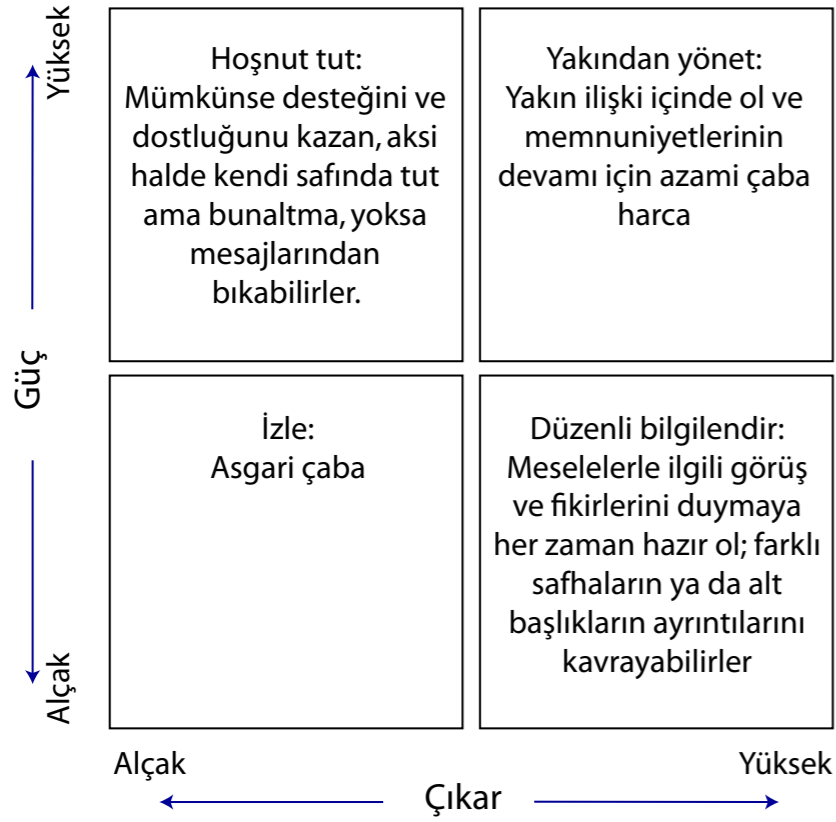 Yüksek
Hoşnut tut:
Mümkünse desteğini ve
dostluğunu kazan, aksi
halde kendi safında tut
ama bunaltma, yoksa
mesajlarından
bıkabilirler.
Yakından yönet:
Yakın ilişki içinde ol ve
memnuniyetlerinin
devamı için azami çaba
harca
Güç
İzle:
Asgari çaba
Düzenli bilgilendir:
Meselelerle ilgili görüş
ve fikirlerini duymaya
her zaman hazır ol; farklı
safhaların ya da alt
başlıkların ayrıntılarını
kavrayabilirler
Alçak
Alçak
Yüksek
Çıkar